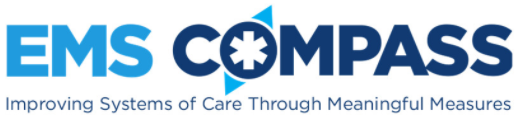 EMS COMPASS
Improving Systems of Care Through Meaningful Measures